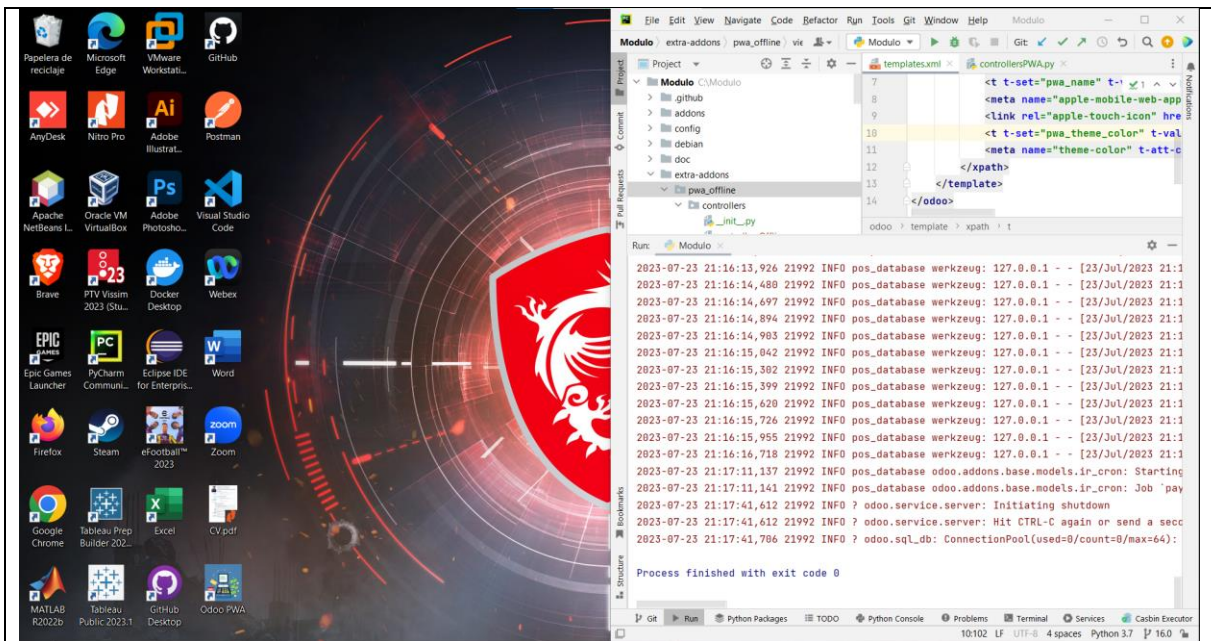 Papelera de reciclaje
Microsoft Edge
VMware Workstati...
GitHub
AnyDesk
Nitro Pro
Ai
Adobe Illustrat...
Postman
Apache NetBeans I...
Oracle VM VirtualBox
Ps
Adobe Photosho...
Visual Studio Code
Brave
23
PTV Vissim 2023 (Stu...
Docker Desktop
Webex
EPIC GAMES
Epic Games Launcher
PC
PyCharm Communi...
Eclipse IDE for Enterpris...
W
Word
Firefox
Steam
eFootball™ 2023
zoom
Zoom
Google Chrome
Tableau Prep Builder 202...
X
Excel
CV.pdf
MATLAB R2022b
Tableau Public 2023.1
GitHub Desktop
Odoo PWA
File Edit View Navigate Code Refactor Run Tools Git Window Help Modulo
Modulo extra-addons pwa_offline vie Modulo Git:
Project
Project
Modulo C:\Modulo
.github
addons
config
debian
doc
extra-addons
pwa_offline
controllers
__init__.py
Commit
Pull Requests
templates.xml controllersPWA.py
Notifications
7 <t t-set="pwa_name" t-v 1
8 <meta name="apple-mobile-web-app
9 <link rel="apple-touch-icon" hre
10 <t t-set="pwa_theme_color" t-val
11 <meta name="theme-color" t-att-c
12 </xpath>
13 </template>
14 </odoo>
odoo › template › xpath › t
Run: Modulo
2023-07-23 21:16:13,926 21992 INFO pos_database werkzeug: 127.0.0.1 - - [23/Jul/2023 21:1
2023-07-23 21:16:14,480 21992 INFO pos_database werkzeug: 127.0.0.1 - - [23/Jul/2023 21:1
2023-07-23 21:16:14,697 21992 INFO pos_database werkzeug: 127.0.0.1 - - [23/Jul/2023 21:1
2023-07-23 21:16:14,894 21992 INFO pos_database werkzeug: 127.0.0.1 - - [23/Jul/2023 21:1
2023-07-23 21:16:14,903 21992 INFO pos_database werkzeug: 127.0.0.1 - - [23/Jul/2023 21:1
2023-07-23 21:16:15,042 21992 INFO pos_database werkzeug: 127.0.0.1 - - [23/Jul/2023 21:1
2023-07-23 21:16:15,302 21992 INFO pos_database werkzeug: 127.0.0.1 - - [23/Jul/2023 21:1
2023-07-23 21:16:15,399 21992 INFO pos_database werkzeug: 127.0.0.1 - - [23/Jul/2023 21:1
2023-07-23 21:16:15,620 21992 INFO pos_database werkzeug: 127.0.0.1 - - [23/Jul/2023 21:1
2023-07-23 21:16:15,726 21992 INFO pos_database werkzeug: 127.0.0.1 - - [23/Jul/2023 21:1
2023-07-23 21:16:15,955 21992 INFO pos_database werkzeug: 127.0.0.1 - - [23/Jul/2023 21:1
2023-07-23 21:16:16,718 21992 INFO pos_database werkzeug: 127.0.0.1 - - [23/Jul/2023 21:1
2023-07-23 21:17:11,137 21992 INFO pos_database odoo.addons.base.models.ir_cron: Starting
2023-07-23 21:17:11,141 21992 INFO pos_database odoo.addons.base.models.ir_cron: Job `pay
2023-07-23 21:17:41,612 21992 INFO ? odoo.service.server: Initiating shutdown
2023-07-23 21:17:41,612 21992 INFO ? odoo.service.server: Hit CTRL-C again or send a seco
2023-07-23 21:17:41,706 21992 INFO ? odoo.sql_db: ConnectionPool(used=0/count=0/max=64):
Process finished with exit code 0
Bookmarks
Structure
Git Run Python Packages TODO Python Console Problems Terminal Services Casbin Executor
10:102 LF UTF-8 4 spaces Python 3.7 16.0